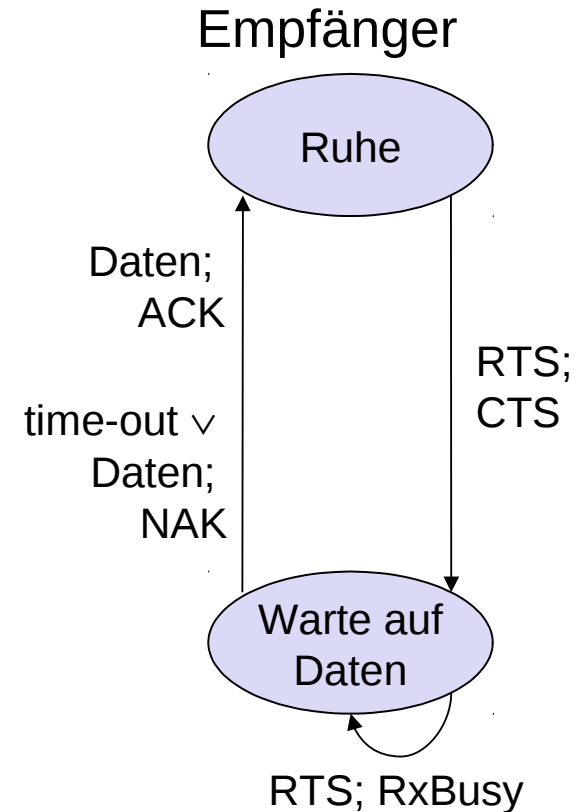 Empfänger
Ruhe
Daten;
ACK
RTS;
CTS
time-out ∨
Daten;
NAK
Warte auf
Daten
RTS; RxBusy